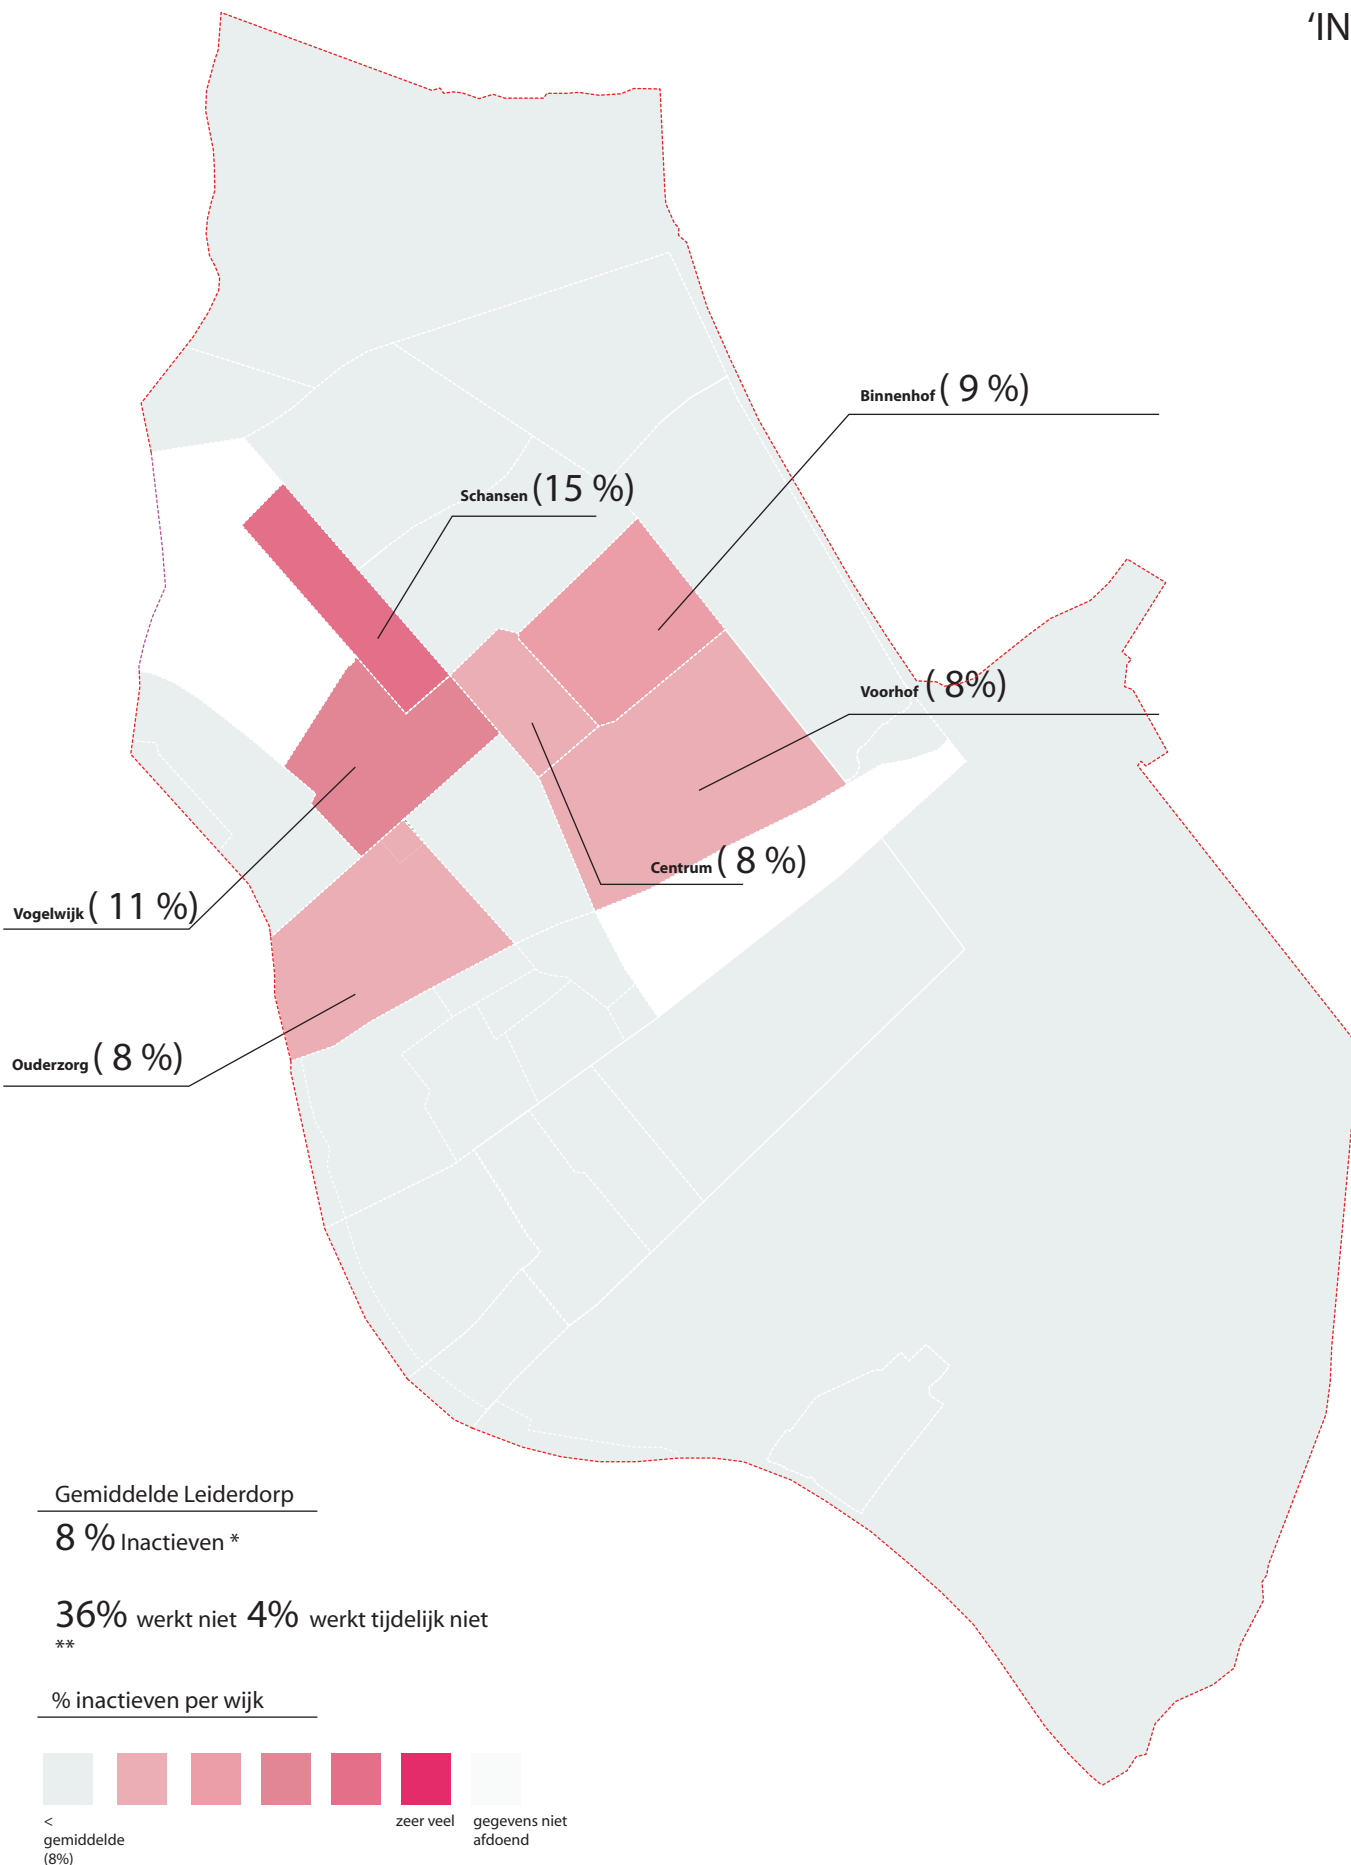 ‘IN
Binnenhof ( 9 %)
Schansen (15 %)
Voorhof ( 8%)
Centrum ( 8 %)
Vogelwijk ( 11 %)
Ouderzorg ( 8 %)
Gemiddelde Leiderdorp
8 % Inactieven *
36% werkt niet 4% werkt tijdelijk niet
**
% inactieven per wijk
<
gemiddelde
(8%)
zeer veel
gegevens niet
afdoend